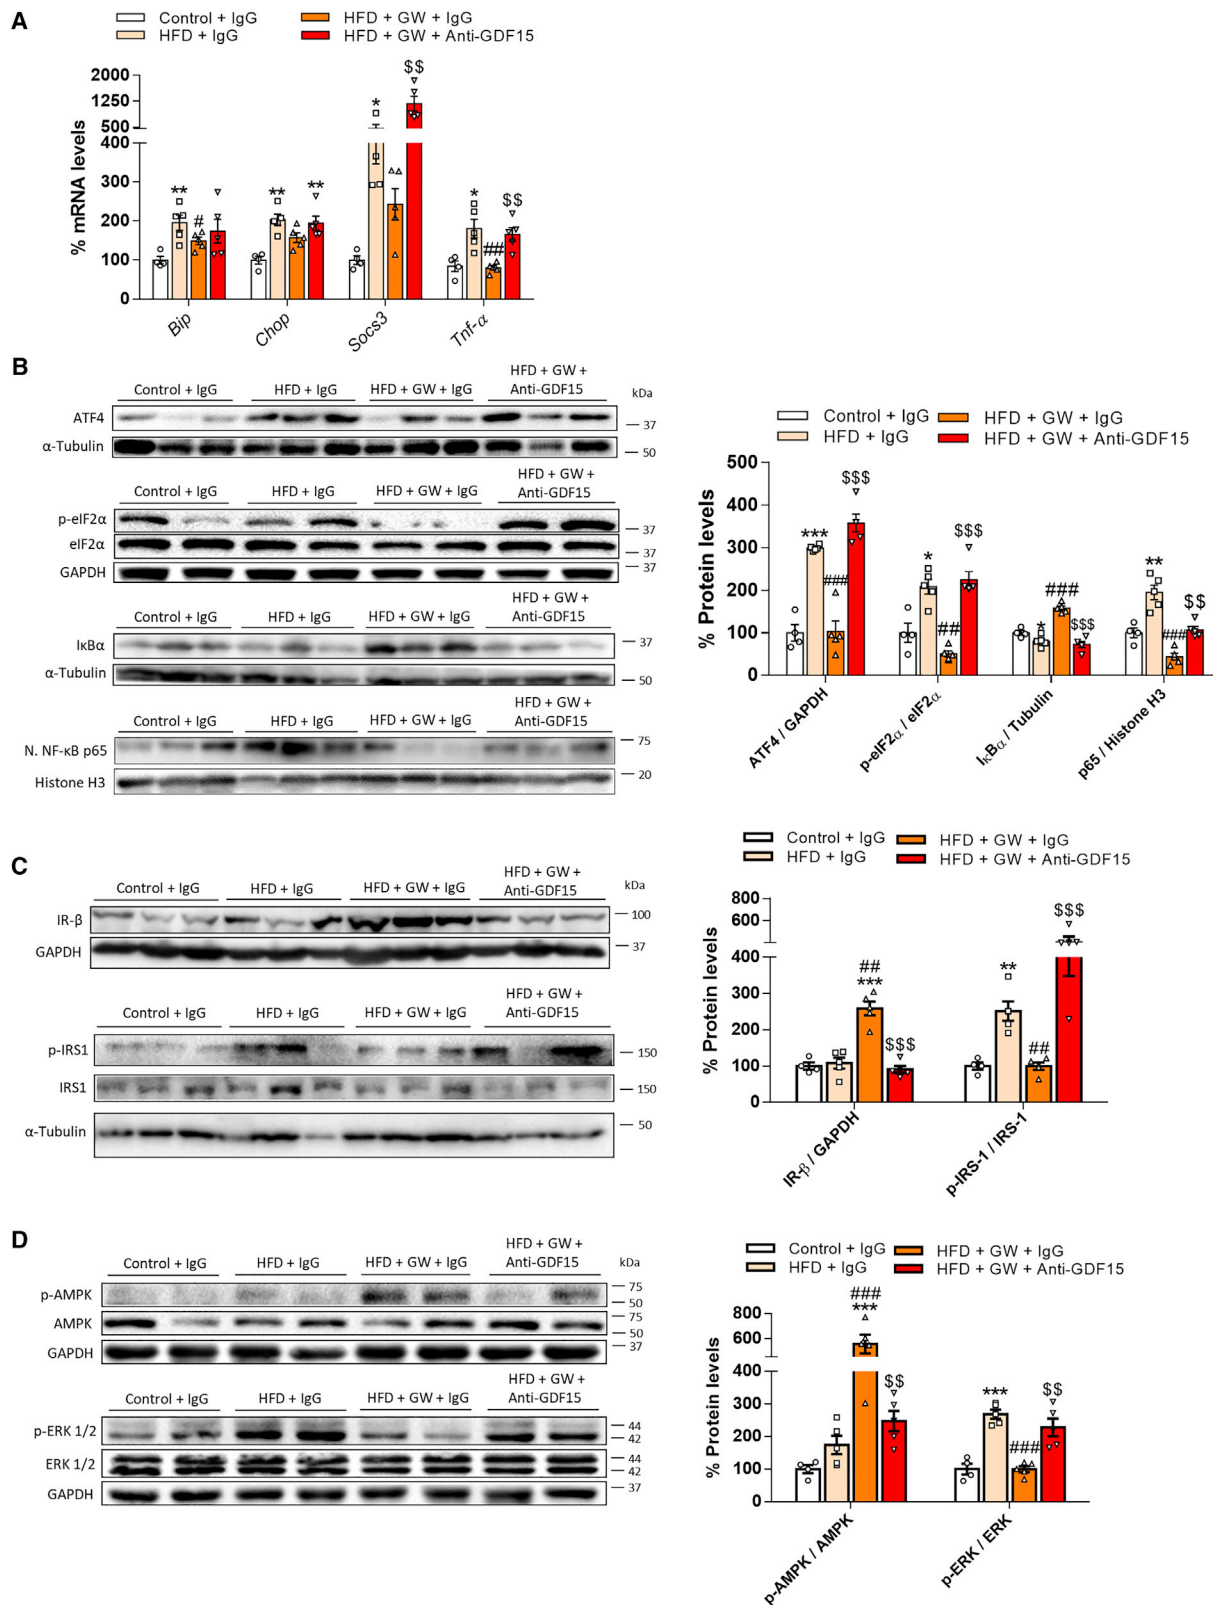 A
Control + IgG
HFD + GW + IgG
HFD + IgG
HFD + GW + Anti-GDF15
% mRNA levels
2000
1250
500
400
300
200
100
0
** # ** ** * $$ * ## $$
Bip
Chop
Socs3
Tnf-α
B
Control + IgG
HFD + IgG
HFD + GW + IgG
HFD + GW +
Anti-GDF15
kDa
ATF4
37
α-Tubulin
50
Control + IgG
HFD + IgG
HFD + GW + IgG
HFD + GW +
Anti-GDF15
p-eIF2α
37
eIF2α
37
GAPDH
37
Control + IgG
HFD + IgG
HFD + GW + IgG
HFD + GW +
Anti-GDF15
IκBα
37
α-Tubulin
50
Control + IgG
HFD + IgG
HFD + GW + IgG
HFD + GW +
Anti-GDF15
N. NF-κB p65
75
Histone H3
20
Control + IgG
HFD + GW + IgG
HFD + IgG
HFD + GW + Anti-GDF15
% Protein levels
500
400
300
200
100
0
*** ### $$$ * ## $$$ * ### $$$ ** ### $$
ATF4 / GAPDH
p-eIF2α / eIF2α
IκBα / Tubulin
p65 / Histone H3
C
Control + IgG
HFD + IgG
HFD + GW + IgG
HFD + GW +
Anti-GDF15
kDa
IR-β
100
GAPDH
37
Control + IgG
HFD + IgG
HFD + GW + IgG
HFD + GW +
Anti-GDF15
p-IRS1
150
IRS1
150
α-Tubulin
50
Control + IgG
HFD + GW + IgG
HFD + IgG
HFD + GW + Anti-GDF15
% Protein levels
800
600
400
300
200
100
0
##
*** $$$ ** ## $$$
IR-β / GAPDH
p-IRS-1 / IRS-1
D
Control + IgG
HFD + IgG
HFD + GW + IgG
HFD + GW +
Anti-GDF15
kDa
p-AMPK
75
50
AMPK
75
50
GAPDH
37
Control + IgG
HFD + IgG
HFD + GW + IgG
HFD + GW +
Anti-GDF15
p-ERK 1/2
44
42
ERK 1/2
44
42
GAPDH
37
Control + IgG
HFD + GW + IgG
HFD + IgG
HFD + GW + Anti-GDF15
% Protein levels
800
600
400
300
200
100
0
###
*** $$ *** ### $$
p-AMPK / AMPK
p-ERK / ERK